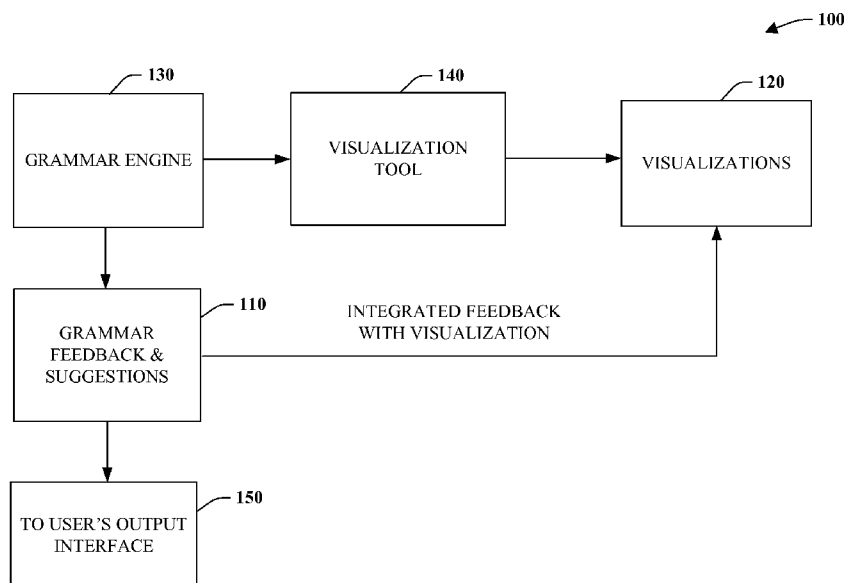 100
130
140
120
GRAMMAR ENGINE
VISUALIZATION
TOOL
VISUALIZATIONS
110
GRAMMAR
FEEDBACK &
SUGGESTIONS
INTEGRATED FEEDBACK
WITH VISUALIZATION
150
TO USER'S OUTPUT
INTERFACE